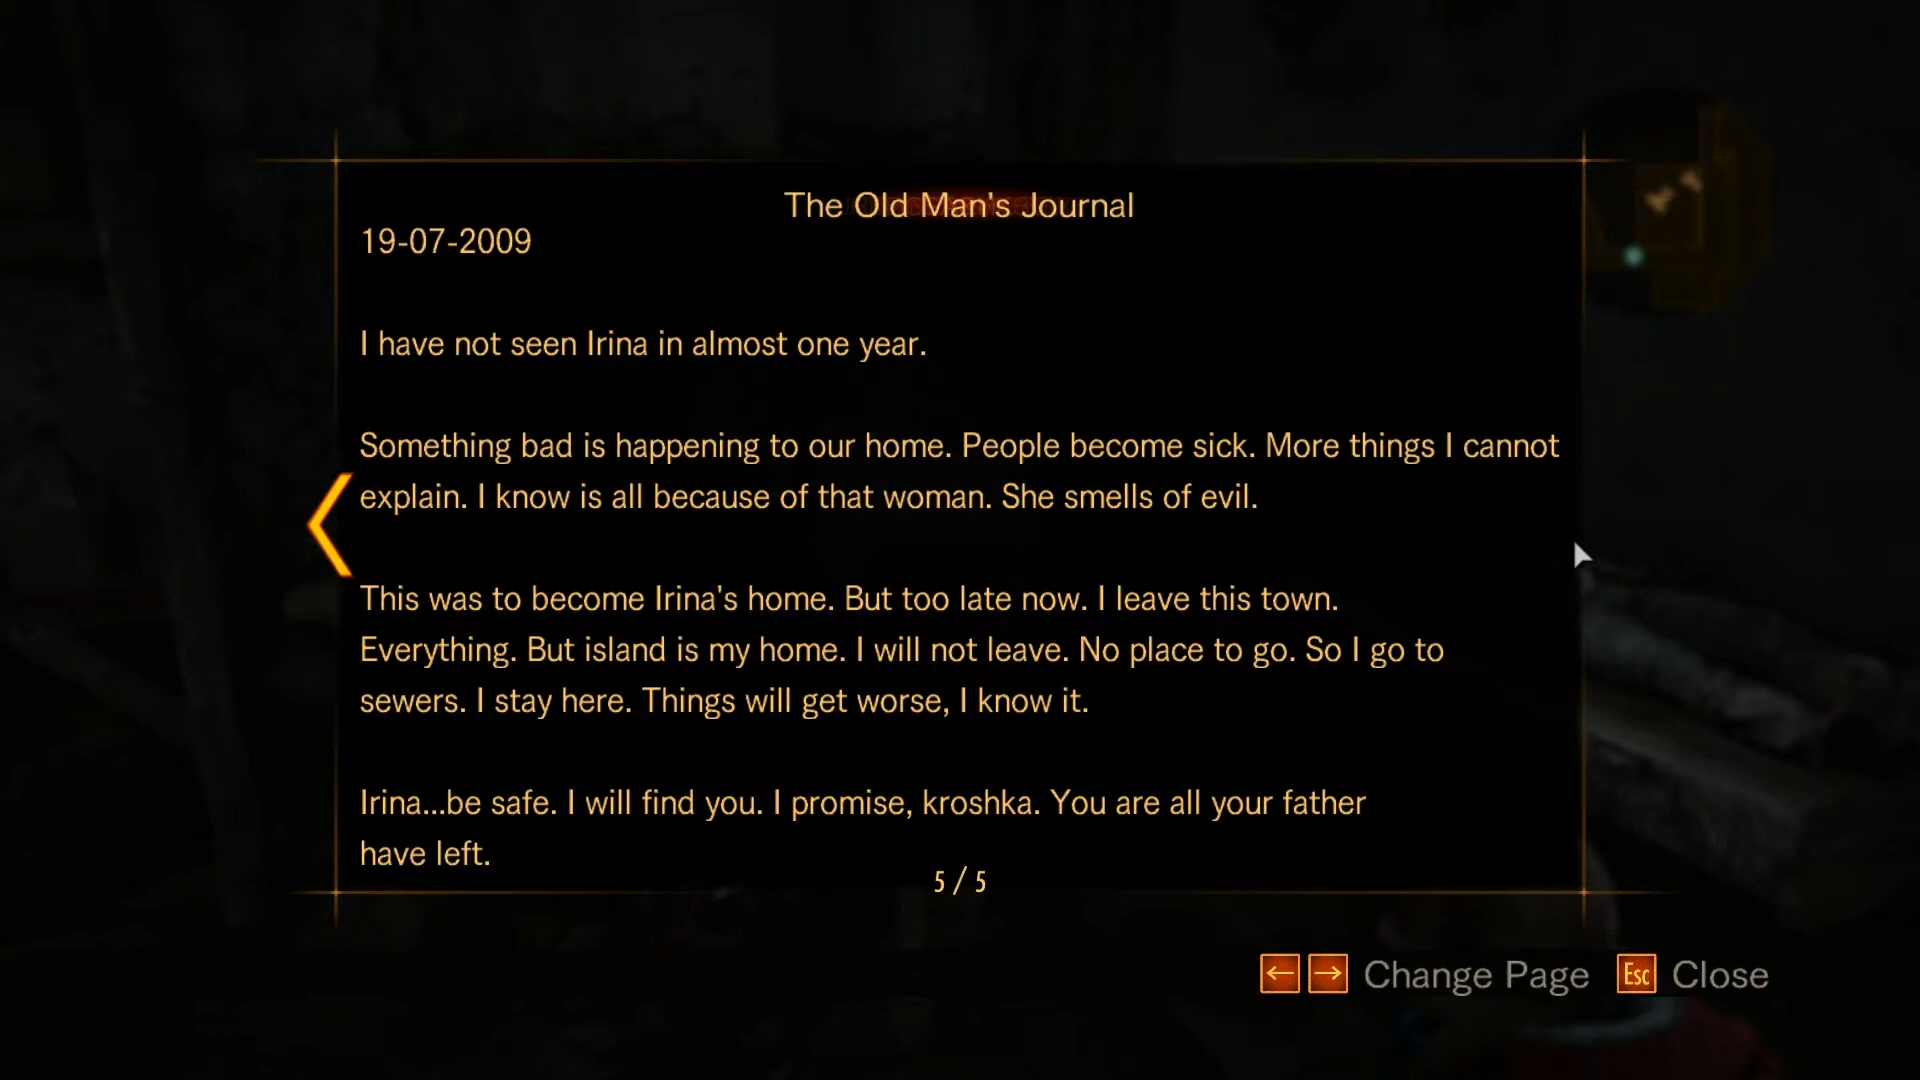 The Old Man's Journal
19-07-2009
I have not seen Irina in almost one year.
Something bad is happening to our home. People become sick. More things I cannot
explain. I know is all because of that woman. She smells of evil.
This was to become Irina's home. But too late now. I leave this town.
Everything. But island is my home. I will not leave. No place to go. So I go to
sewers. I stay here. Things will get worse, I know it.
Irina...be safe. I will find you. I promise, kroshka. You are all your father
have left.
5 / 5
← → Change Page Esc Close